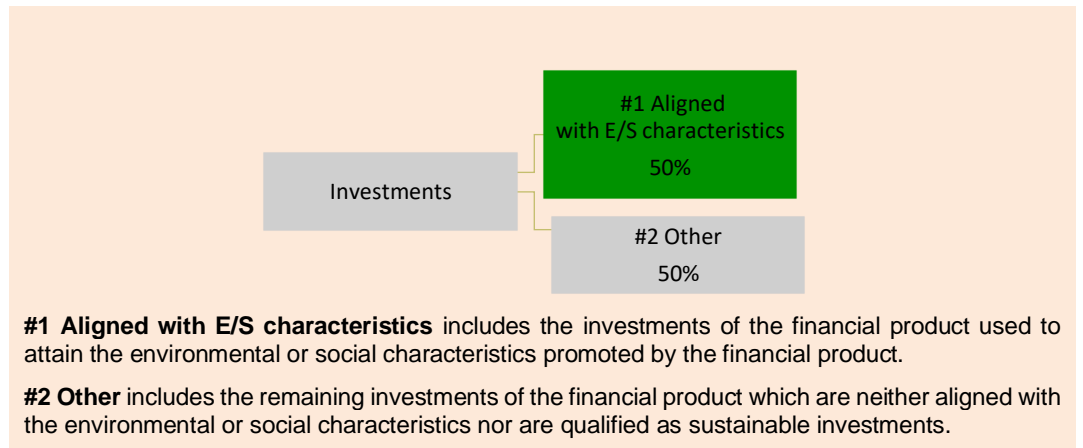 #1 Aligned
with E/S characteristics
50%
Investments
#2 Other
50%
#1 Aligned with E/S characteristics includes the investments of the financial product used to
attain the environmental or social characteristics promoted by the financial product.
#2 Other includes the remaining investments of the financial product which are neither aligned with
the environmental or social characteristics nor are qualified as sustainable investments.